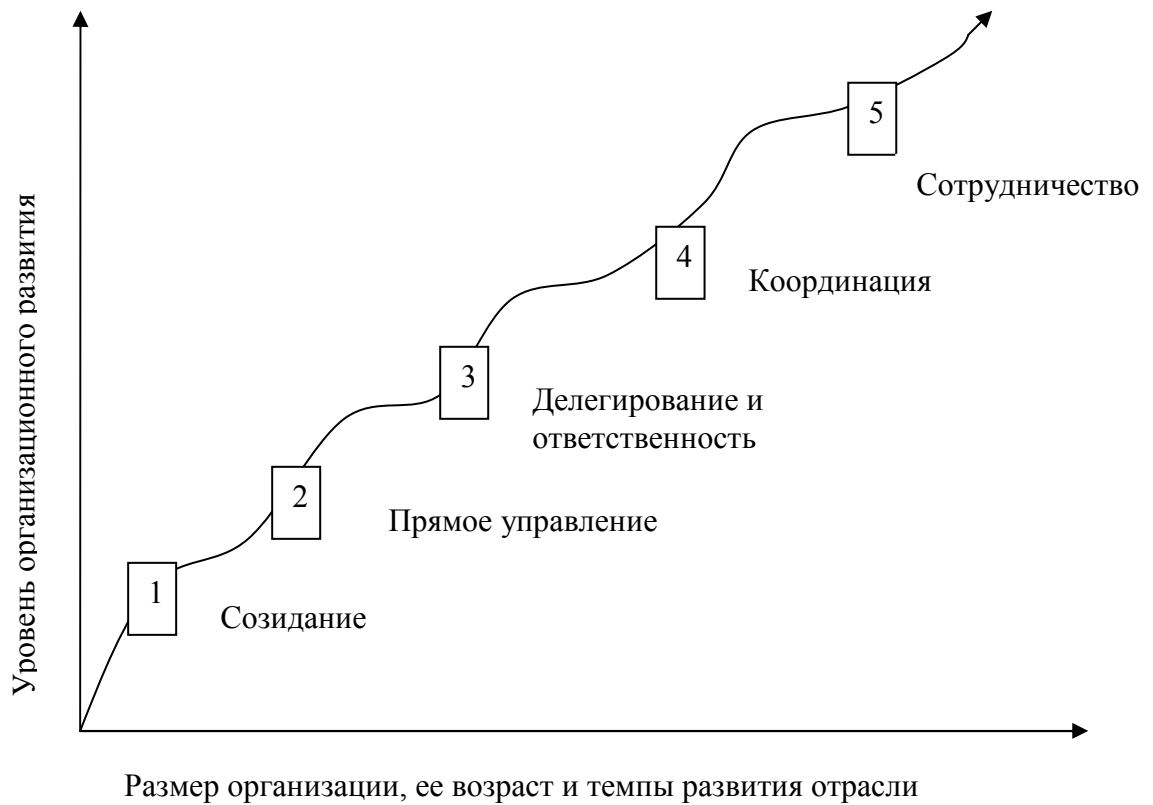 Уровень организационного развития
5
Сотрудничество
4
Координация
3
Делегирование и
ответственность
2
Прямое управление
1
Созидание
Размер организации, ее возраст и темпы развития отрасли